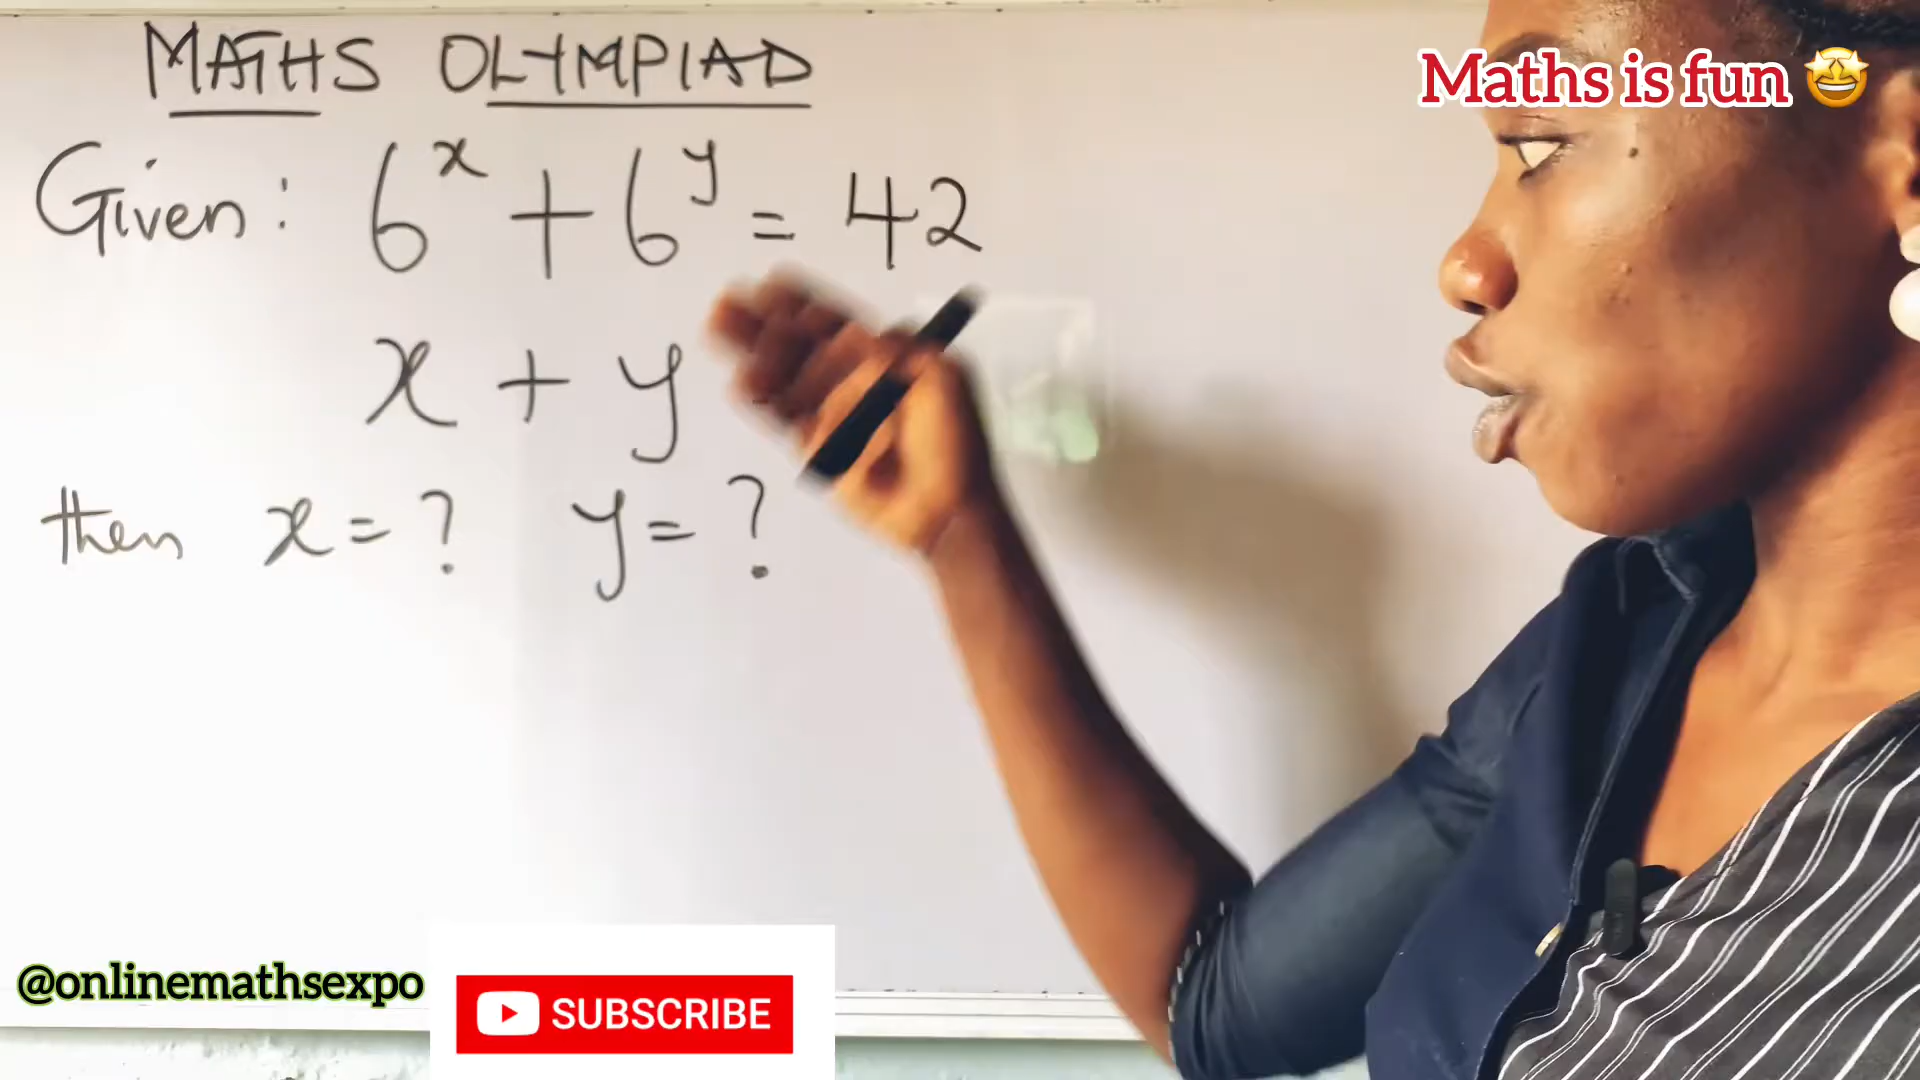 MATHS OLYMPIAD
Maths is fun 🤩
Given: 6^x + 6^y = 42
x + y
then x = ? y = ?
@onlinemathsexpo
SUBSCRIBE